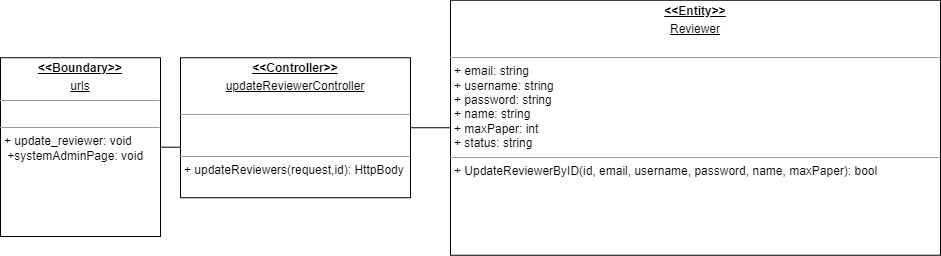 <<Boundary>>
urls
+ update_reviewer: void
+systemAdminPage: void
<<Controller>>
updateReviewerController
+ updateReviewers(request,id): HttpBody
<<Entity>>
Reviewer
+ email: string
+ username: string
+ password: string
+ name: string
+ maxPaper: int
+ status: string
+ UpdateReviewerByID(id, email, username, password, name, maxPaper): bool